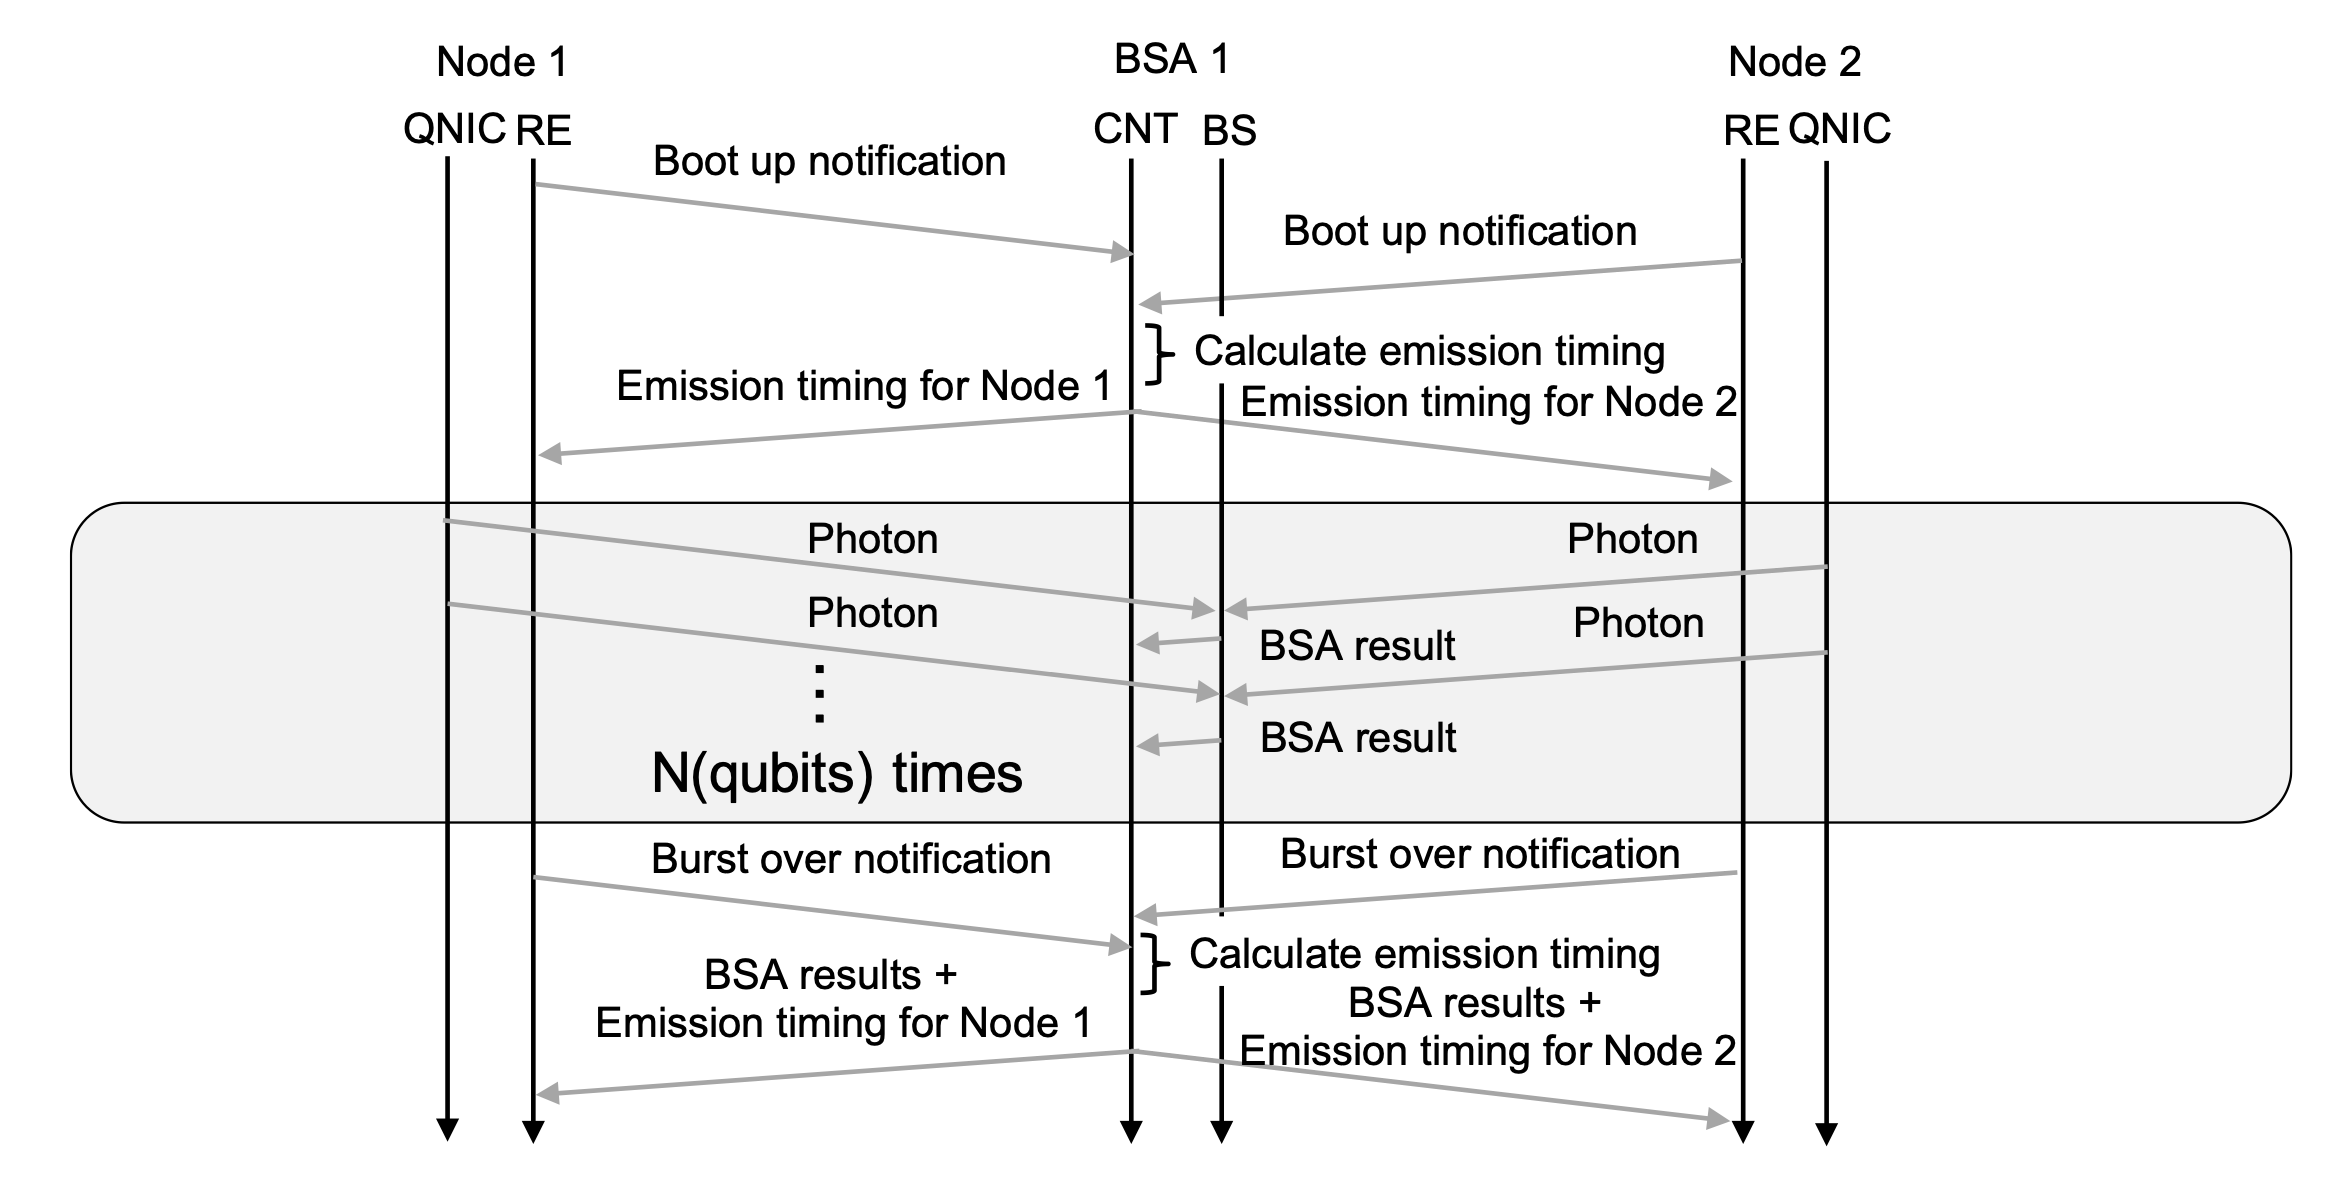 Node 1
BSA 1
Node 2
QNIC RE
CNT BS
RE QNIC
Boot up notification
Boot up notification
Calculate emission timing
Emission timing for Node 1
Emission timing for Node 2
Photon
Photon
Photon
Photon
BSA result
BSA result
N(qubits) times
Burst over notification
Burst over notification
Calculate emission timing
BSA results +
Emission timing for Node 1
BSA results +
Emission timing for Node 2